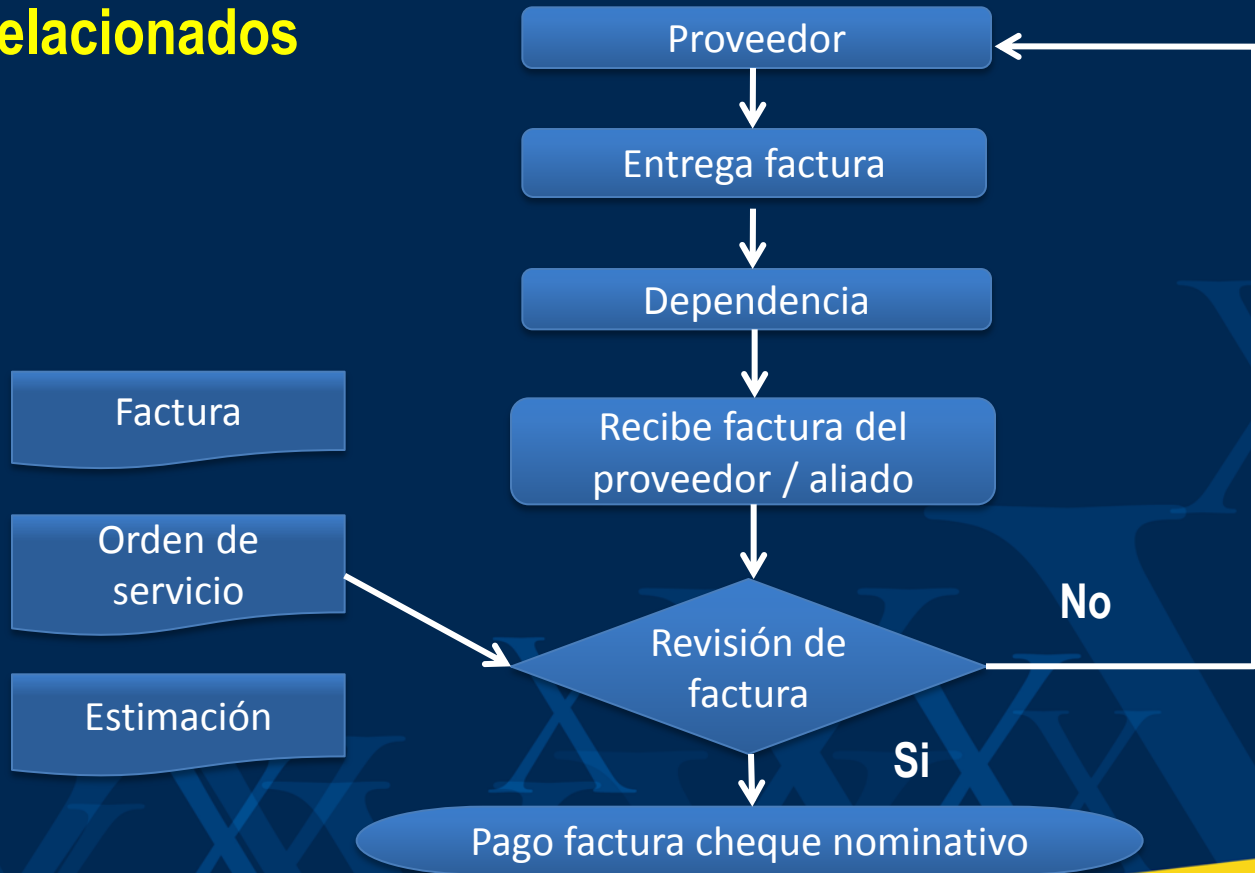 elacionados
Proveedor
Entrega factura
Dependencia
Recibe factura del
proveedor / aliado
Factura
Orden de
servicio
Estimación
Revisión de
factura
No
Si
Pago factura cheque nominativo